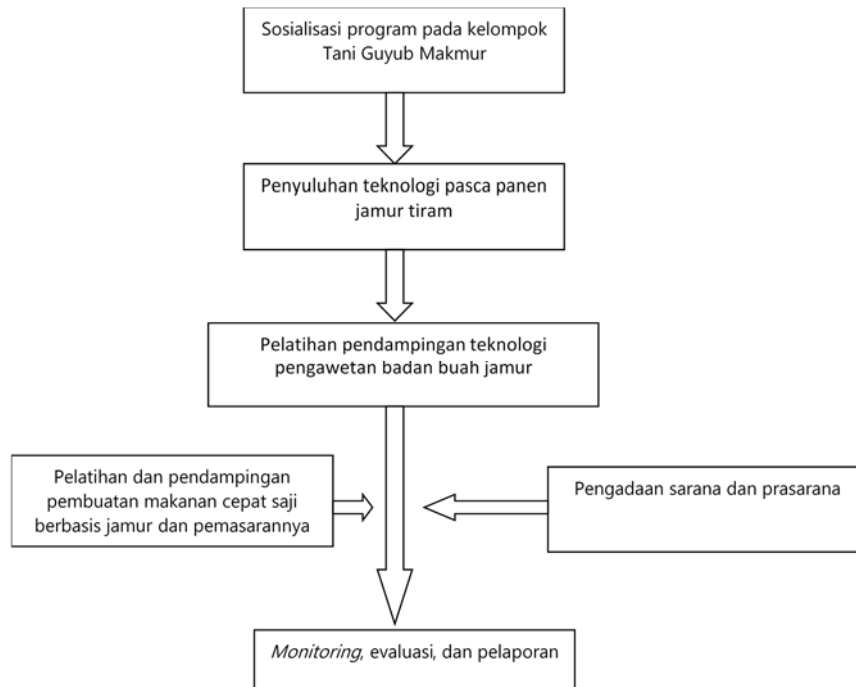 Sosialisasi program pada kelompok
Tani Guyub Makmur
Penyuluhan teknologi pasca panen
jamur tiram
Pelatihan pendampingan teknologi
pengawetan badan buah jamur
Pelatihan dan pendampingan
pembuatan makanan cepat saji
berbasis jamur dan pemasarannya
Pengadaan sarana dan prasarana
Monitoring, evaluasi, dan pelaporan